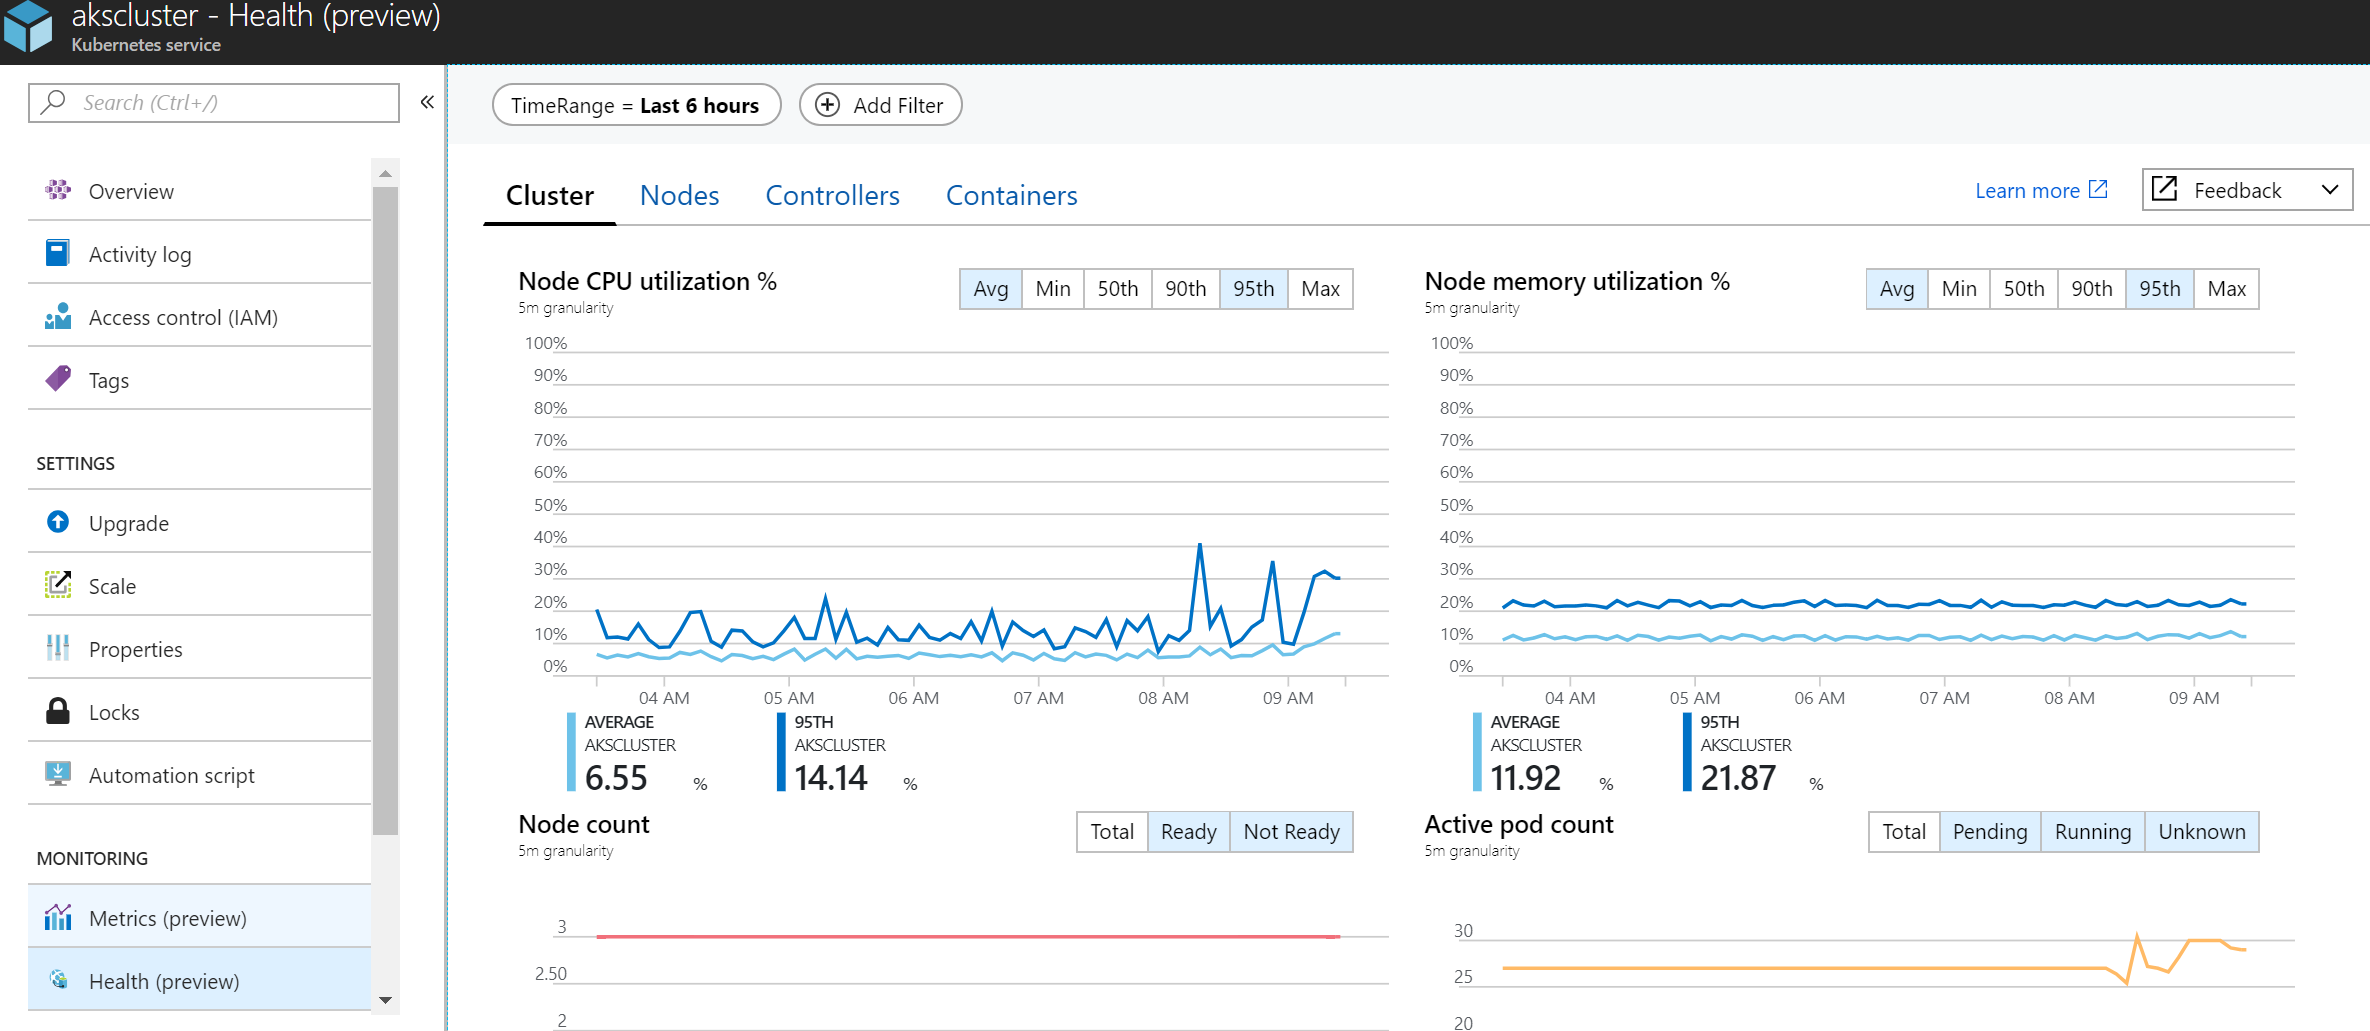 akscluster - Health (preview)
Kubernetes service
Search (Ctrl+/)
«
Overview
Activity log
Access control (IAM)
Tags
SETTINGS
Upgrade
Scale
Properties
Locks
Automation script
MONITORING
Metrics (preview)
Health (preview)
TimeRange = Last 6 hours
Add Filter
Cluster Nodes Controllers Containers
Learn more
Feedback
Node CPU utilization %
5m granularity
Avg Min 50th 90th 95th Max
100%
90%
80%
70%
60%
50%
40%
30%
20%
10%
0%
04 AM 05 AM 06 AM 07 AM 08 AM 09 AM
AVERAGE
AKSCLUSTER
6.55 %
95TH
AKSCLUSTER
14.14 %
Node memory utilization %
5m granularity
Avg Min 50th 90th 95th Max
100%
90%
80%
70%
60%
50%
40%
30%
20%
10%
0%
04 AM 05 AM 06 AM 07 AM 08 AM 09 AM
AVERAGE
AKSCLUSTER
11.92 %
95TH
AKSCLUSTER
21.87 %
Node count
5m granularity
Total Ready Not Ready
3
2.50
2
Active pod count
5m granularity
Total Pending Running Unknown
30
25
20